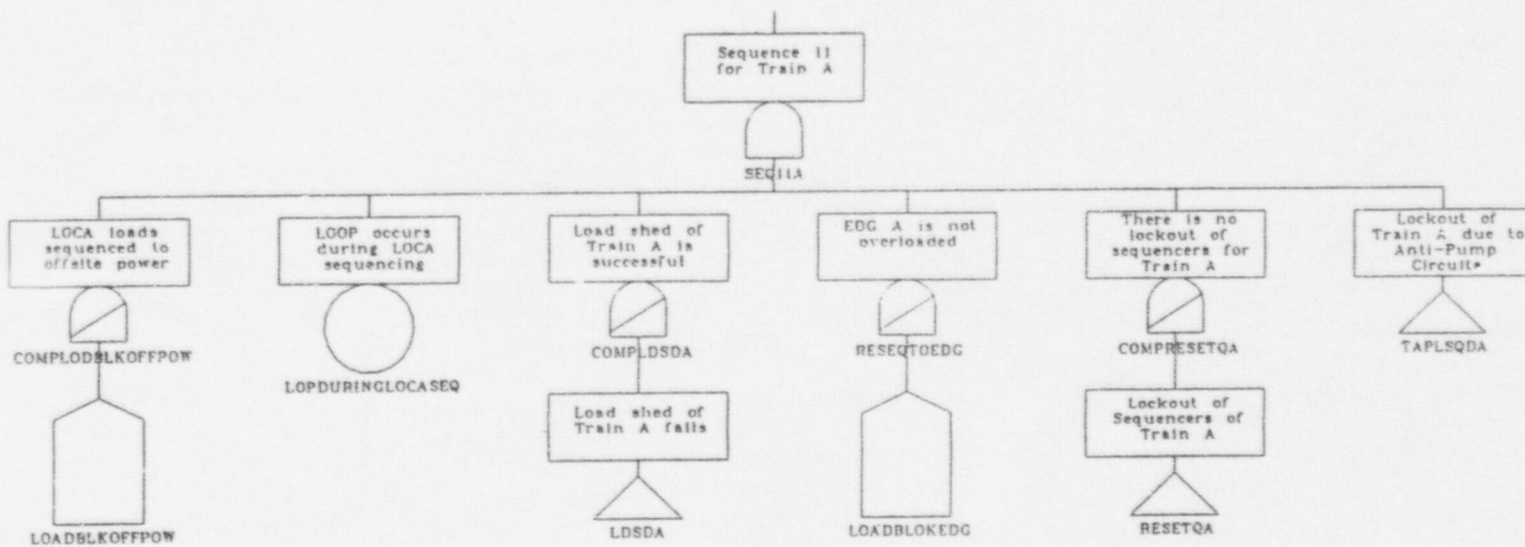 Sequence 11
for Train A
SEQ11A
LOCA loads
sequenced to
offsite power
LOOP occurs
during LOCA
sequencing
Load shed of
Train A is
successful
EDG A is not
overloaded
There is no
lockout of
sequencers for
Train A
Lockout of
Train A due to
Anti-Pump
Circuits
COMPLODBLKOFFPOW
LOPDURINGLOCASEQ
COMPLDSDA
RESEQTOEDG
COMPRESETQA
TAPLSQDA
Load shed of
Train A fails
Lockout of
Sequencers of
Train A
LOADBLKOFFPOW
LDSDA
LOADBLOKEDG
RESETQA